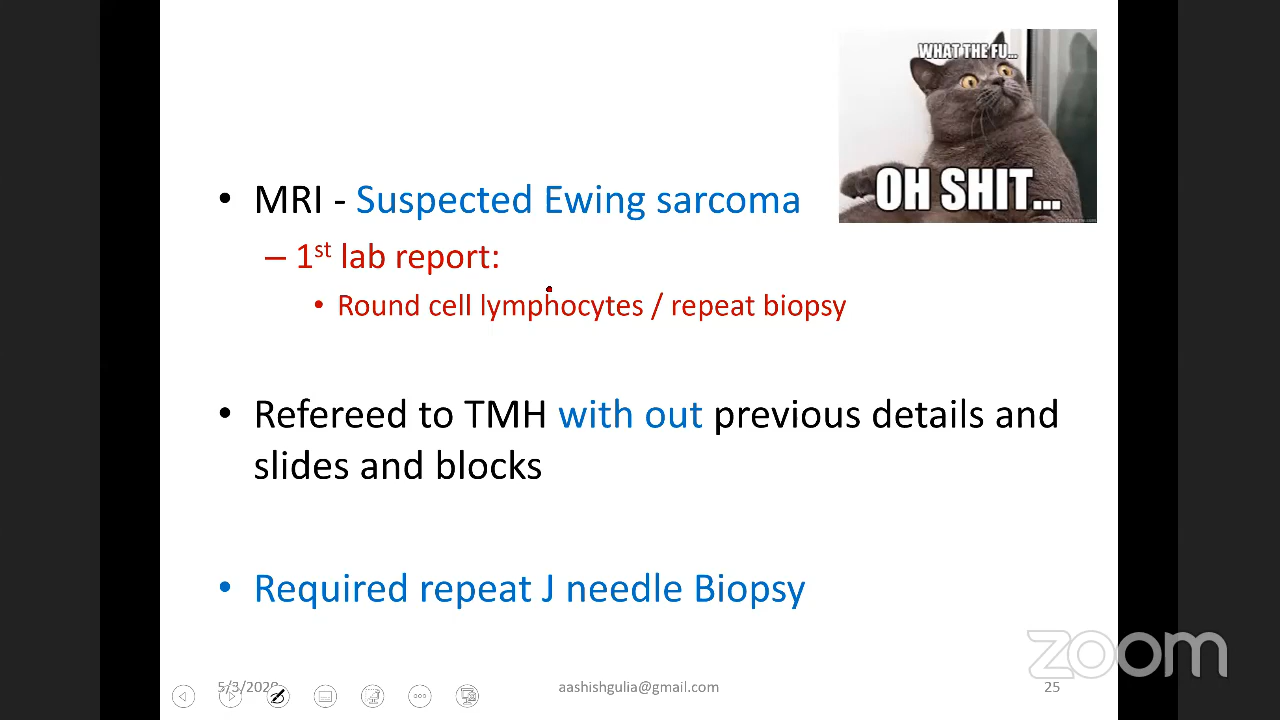 WHAT THE FU...
OH SHIT...
• MRI - Suspected Ewing sarcoma
– 1st lab report:
• Round cell lymphocytes / repeat biopsy
• Refereed to TMH with out previous details and
slides and blocks
• Required repeat J needle Biopsy
zoom
aashishgulia@gmail.com
25